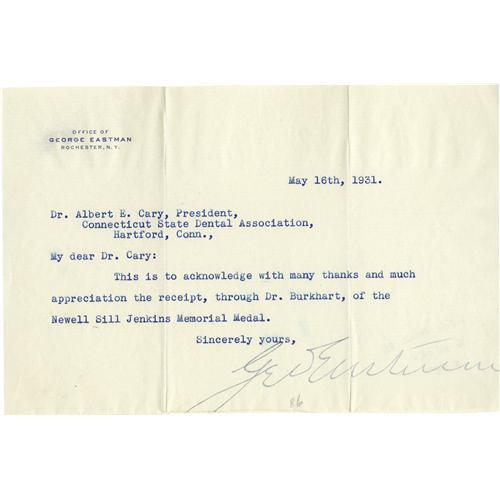 OFFICE OF
GEORGE EASTMAN
ROCHESTER, N.Y.
May 16th, 1931.
Dr. Albert E. Cary, President,
Connecticut State Dental Association,
Hartford, Conn.,
My dear Dr. Cary:
This is to acknowledge with many thanks and much
appreciation the receipt, through Dr. Burkhart, of the
Newell Sill Jenkins Memorial Medal.
Sincerely yours,
Geo Eastman
86